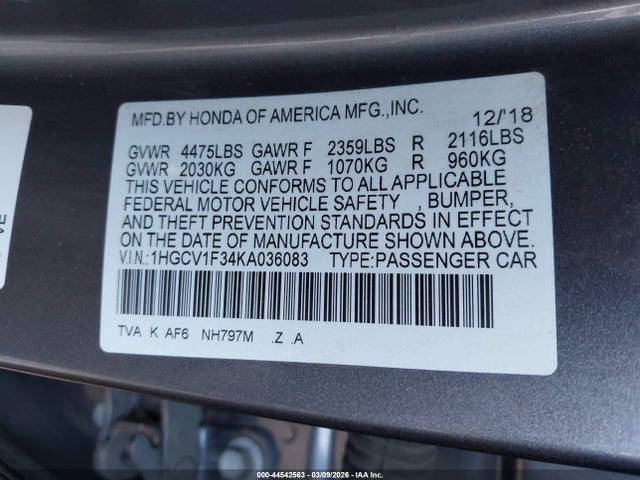 MFD.BY HONDA OF AMERICA MFG.,INC. 12/'18
GVWR 4475LBS GAWR F 2359LBS R 2116LBS
GVWR 2030KG GAWR F 1070KG R 960KG
THIS VEHICLE CONFORMS TO ALL APPLICABLE
FEDERAL MOTOR VEHICLE SAFETY , BUMPER,
AND THEFT PREVENTION STANDARDS IN EFFECT
ON THE DATE OF MANUFACTURE SHOWN ABOVE.
V.I.N.:1HGCV1F34KA036083 TYPE:PASSENGER CAR
TVA K AF6 NH797M .Z .A
000-44542563 — 03/09/2026 — IAA Inc.